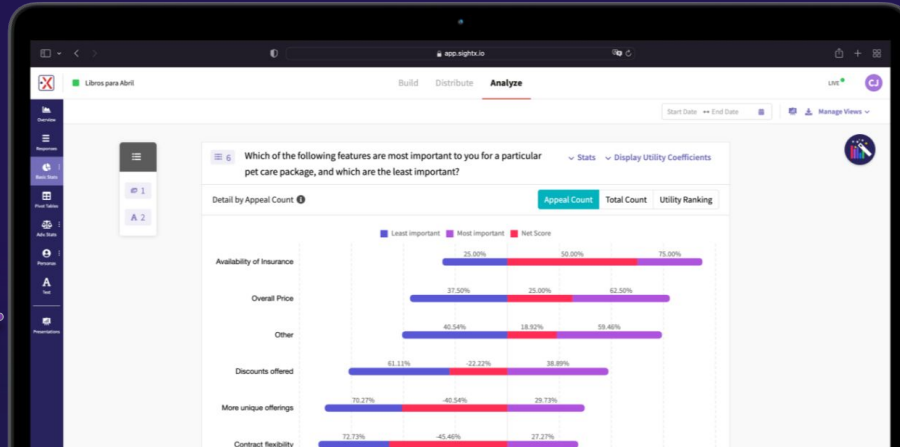 app.sightx.io
Libros para Abril
Build Distribute Analyze
LIVE
CJ
Start Date End Date
Manage Views
Overview
Responses
Basic Stats
Pivot Tables
Adv Stats
Personas
Text
Presentations
1
A 2
6 Which of the following features are most important to you for a particular
pet care package, and which are the least important?
Stats Display Utility Coefficients
Detail by Appeal Count
Appeal Count Total Count Utility Ranking
Least important Most important Net Score
Availability of Insurance 25.00% 50.00% 75.00%
Overall Price 37.50% 25.00% 62.50%
Other 40.54% 18.92% 59.46%
Discounts offered 61.11% -22.22% 38.89%
More unique offerings 70.27% -40.54% 29.73%
Contract flexibility 72.73% -45.46% 27.27%